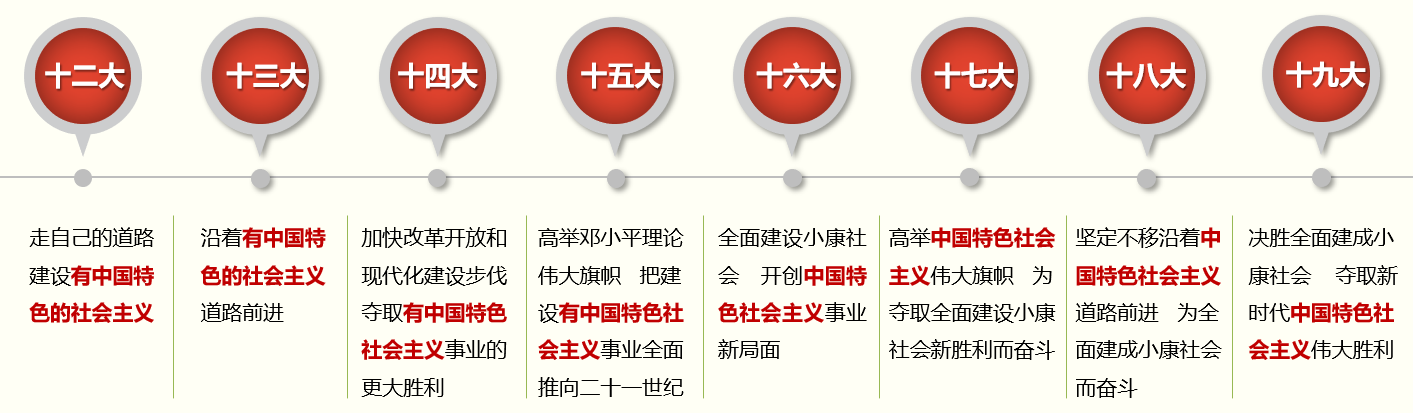 十二大
十三大
十四大
十五大
十六大
十七大
十八大
十九大
走自己的道路
建设有中国特
色的社会主义
沿着有中国特
色的社会主义
道路前进
加快改革开放和
现代化建设步伐
夺取有中国特色
社会主义事业的
更大胜利
高举邓小平理论
伟大旗帜 把建
设有中国特色社
会主义事业全面
推向二十一世纪
全面建设小康社
会 开创中国特
色社会主义事业
新局面
高举中国特色社会
主义伟大旗帜 为
夺取全面建设小康
社会新胜利而奋斗
坚定不移沿着中
国特色社会主义
道路前进 为全
面建成小康社会
而奋斗
决胜全面建成小
康社会 夺取新
时代中国特色社
会主义伟大胜利